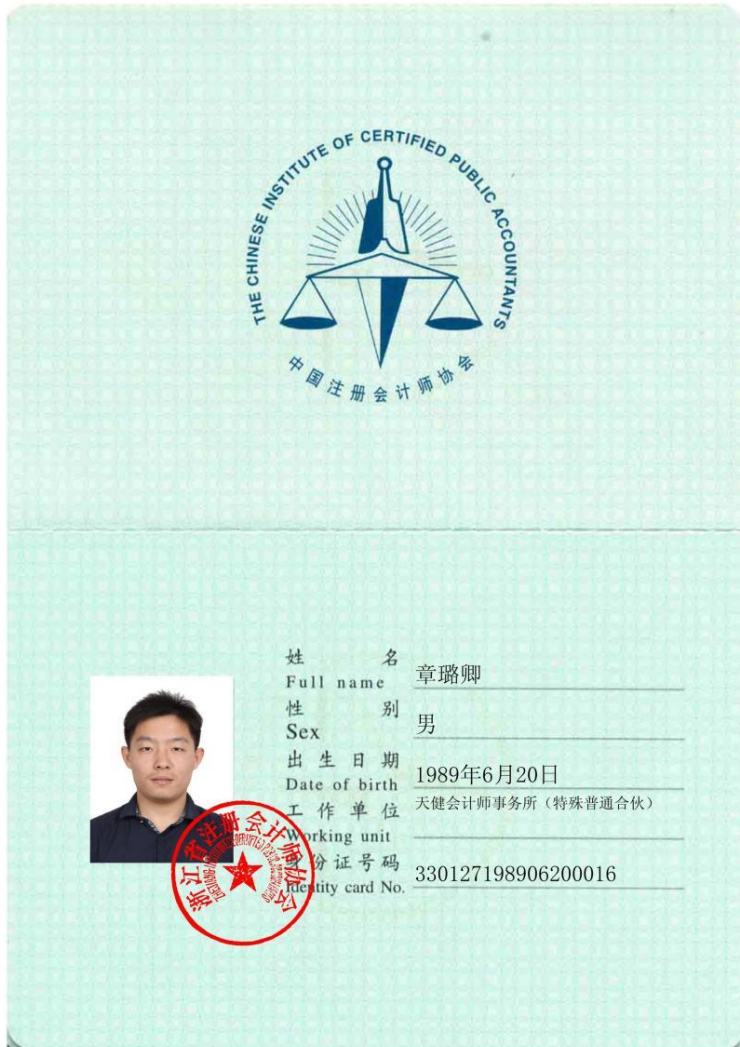 THE CHINESE INSTITUTE OF CERTIFIED PUBLIC ACCOUNTANTS
中国注册会计师协会
姓 名 章璐卿
Full name
性 别 男
Sex
出生日期 1989年6月20日
Date of birth
工作单位 天健会计师事务所（特殊普通合伙）
Working unit
身份证号码 330127198906200016
Identity card No.
浙江省注册会计师协会